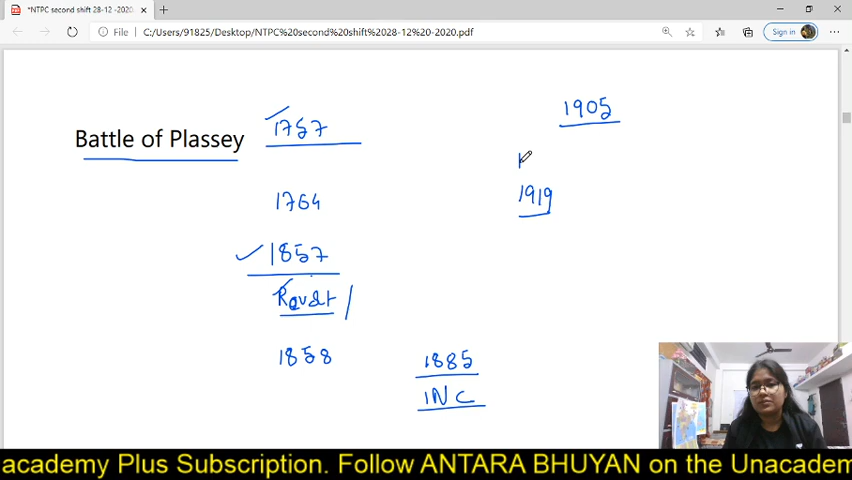 *NTPC second shift 28-12 -2020.p
Sign in
File
C:/Users/91825/Desktop/NTPC%20second%20shift%2028-12%20-2020.pdf
1905
Battle of Plassey 1757
1919
1764
1857
Revolt /
1858
1885
INC
academy Plus Subscription. Follow ANTARA BHUYAN on the Unacadem